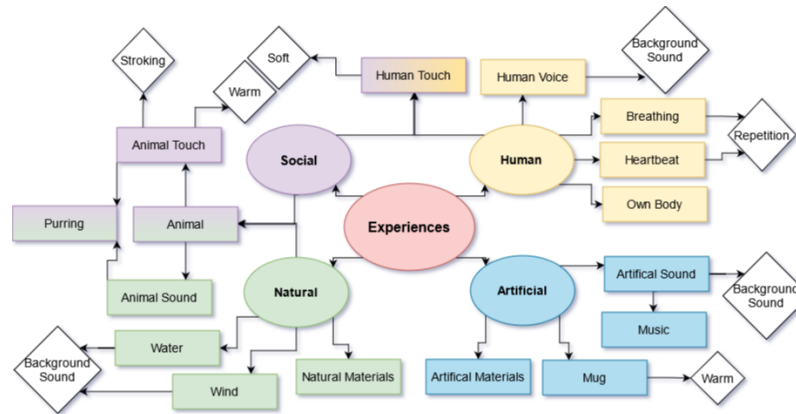 Background
Sound
Stroking
Soft
Human Touch
Human Voice
Warm
Breathing
Animal Touch
Repetition
Social
Human
Heartbeat
Own Body
Purring
Animal
Experiences
Animal Sound
Natural
Artificial
Artifical Sound
Background
Sound
Music
Water
Background
Sound
Natural Materials
Artifical Materials
Mug
Warm
Wind